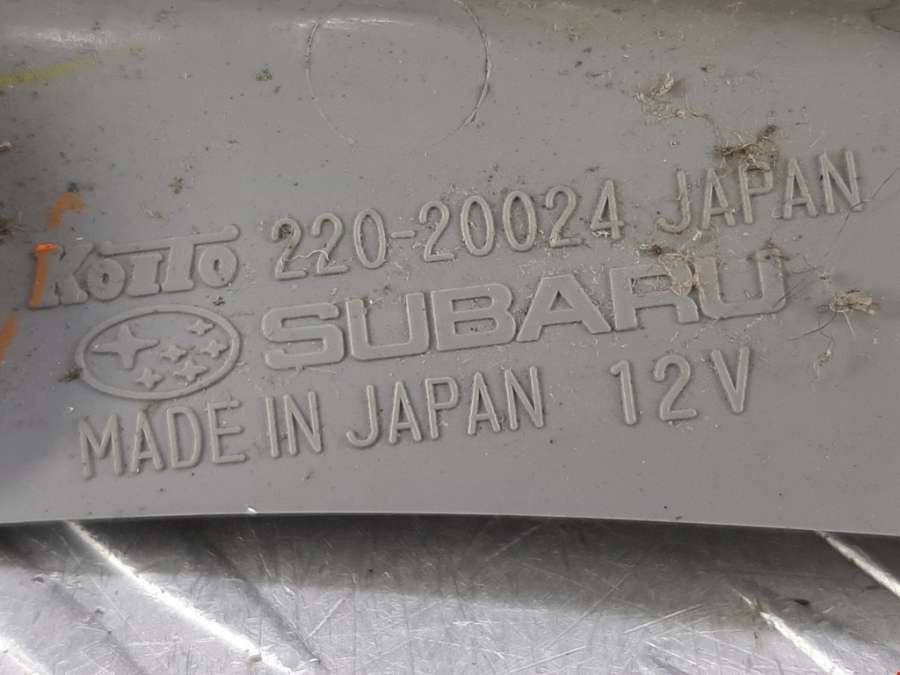 KOITO 220-20024 JAPAN
SUBARU
MADE IN JAPAN 12V